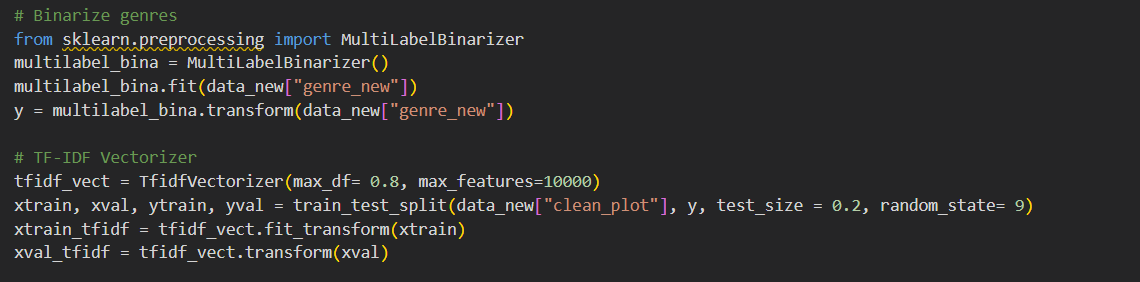 # Binarize genres
from sklearn.preprocessing import MultiLabelBinarizer
multilabel_bina = MultiLabelBinarizer()
multilabel_bina.fit(data_new["genre_new"])
y = multilabel_bina.transform(data_new["genre_new"])
# TF-IDF Vectorizer
tfidf_vect = TfidfVectorizer(max_df= 0.8, max_features=10000)
xtrain, xval, ytrain, yval = train_test_split(data_new["clean_plot"], y, test_size = 0.2, random_state= 9)
xtrain_tfidf = tfidf_vect.fit_transform(xtrain)
xval_tfidf = tfidf_vect.transform(xval)